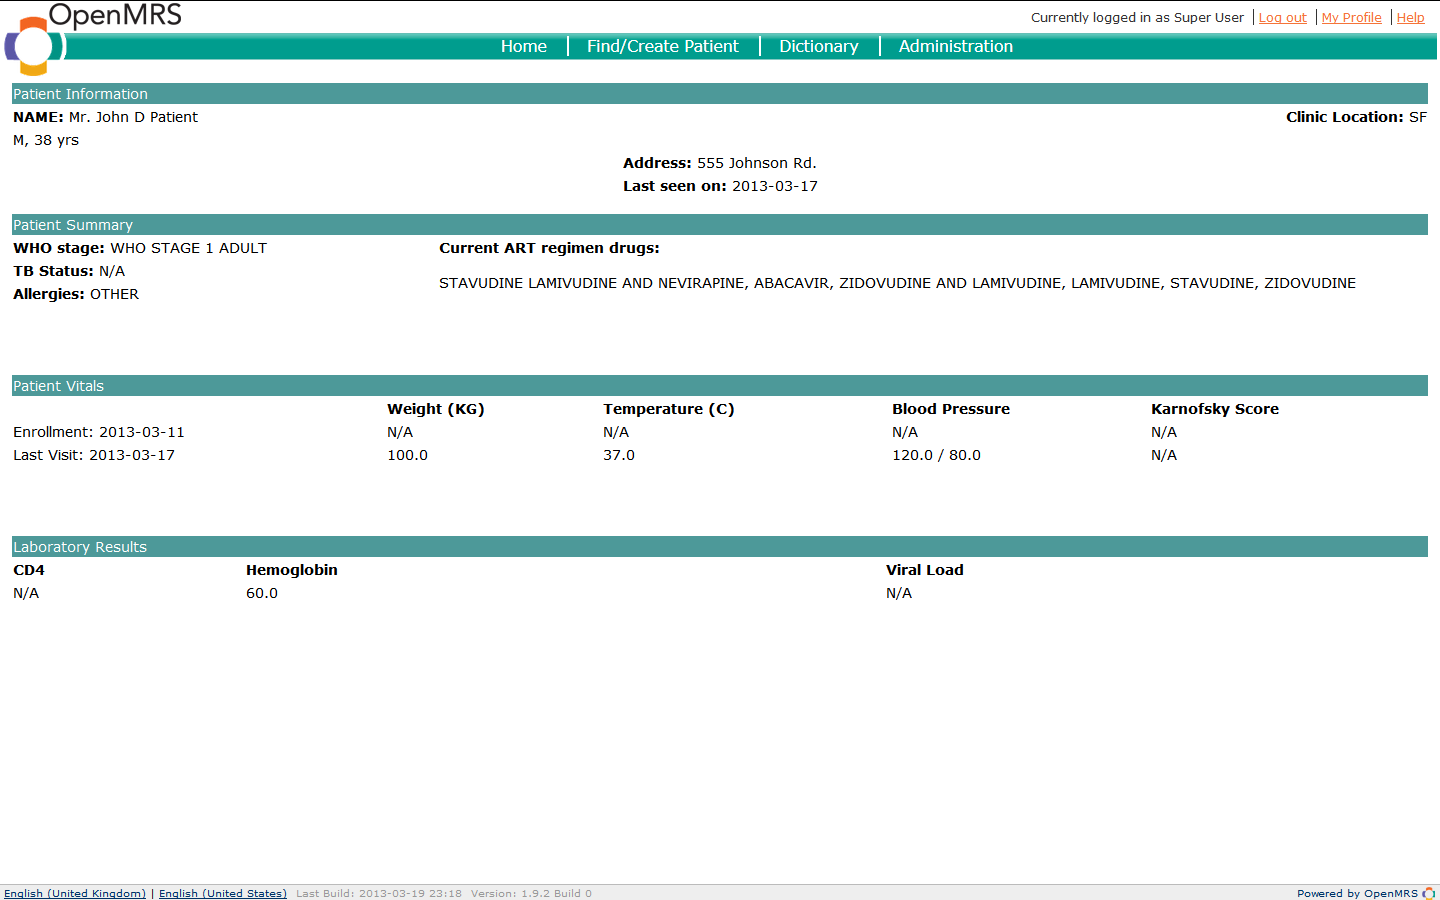 OpenMRS
Currently logged in as Super User | Log out | My Profile | Help
Home | Find/Create Patient | Dictionary | Administration
Patient Information
NAME: Mr. John D Patient Clinic Location: SF
M, 38 yrs
Address: 555 Johnson Rd.
Last seen on: 2013-03-17
Patient Summary
WHO stage: WHO STAGE 1 ADULT Current ART regimen drugs:
TB Status: N/A
STAVUDINE LAMIVUDINE AND NEVIRAPINE, ABACAVIR, ZIDOVUDINE AND LAMIVUDINE, LAMIVUDINE, STAVUDINE, ZIDOVUDINE
Allergies: OTHER
Patient Vitals
Weight (KG) Temperature (C) Blood Pressure Karnofsky Score
Enrollment: 2013-03-11 N/A N/A N/A N/A
Last Visit: 2013-03-17 100.0 37.0 120.0 / 80.0 N/A
Laboratory Results
CD4 Hemoglobin Viral Load
N/A 60.0 N/A
English (United Kingdom) | English (United States) Last Build: 2013-03-19 23:18 Version: 1.9.2 Build 0 Powered by OpenMRS